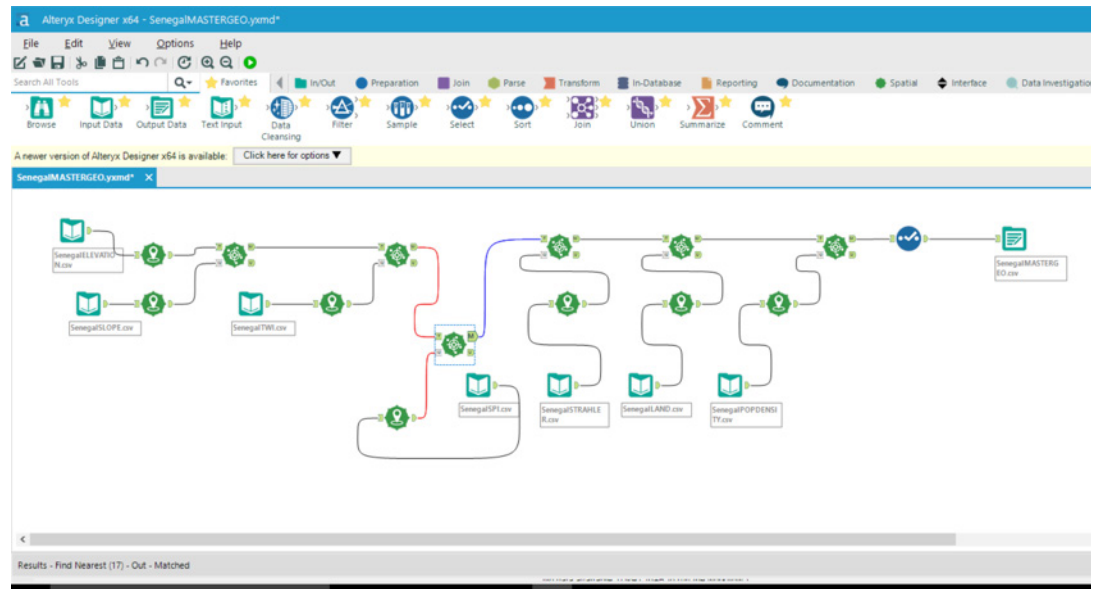 a Alteryx Designer x64 - SenegalMASTERGEO.yxmd*
File Edit View Options Help
Search All Tools Favorites In/Out Preparation Join Parse Transform In-Database Reporting Documentation Spatial Interface Data Investigatio
Browse Input Data Output Data Text Input Data Cleansing Filter Sample Select Sort Join Union Summarize Comment
A newer version of Alteryx Designer x64 is available: Click here for options ▼
SenegalMASTERGEO.yxmd* X
SenegalELEVATIO
N.csv
SenegalSLOPE.csv
SenegalTWI.csv
SenegalSPI.csv
SenegalSTRAHLE
R.csv
SenegalLAND.csv
SenegalPOPDENSI
TY.csv
SenegalMASTERG
EO.csv
M
Results - Find Nearest (17) - Out - Matched